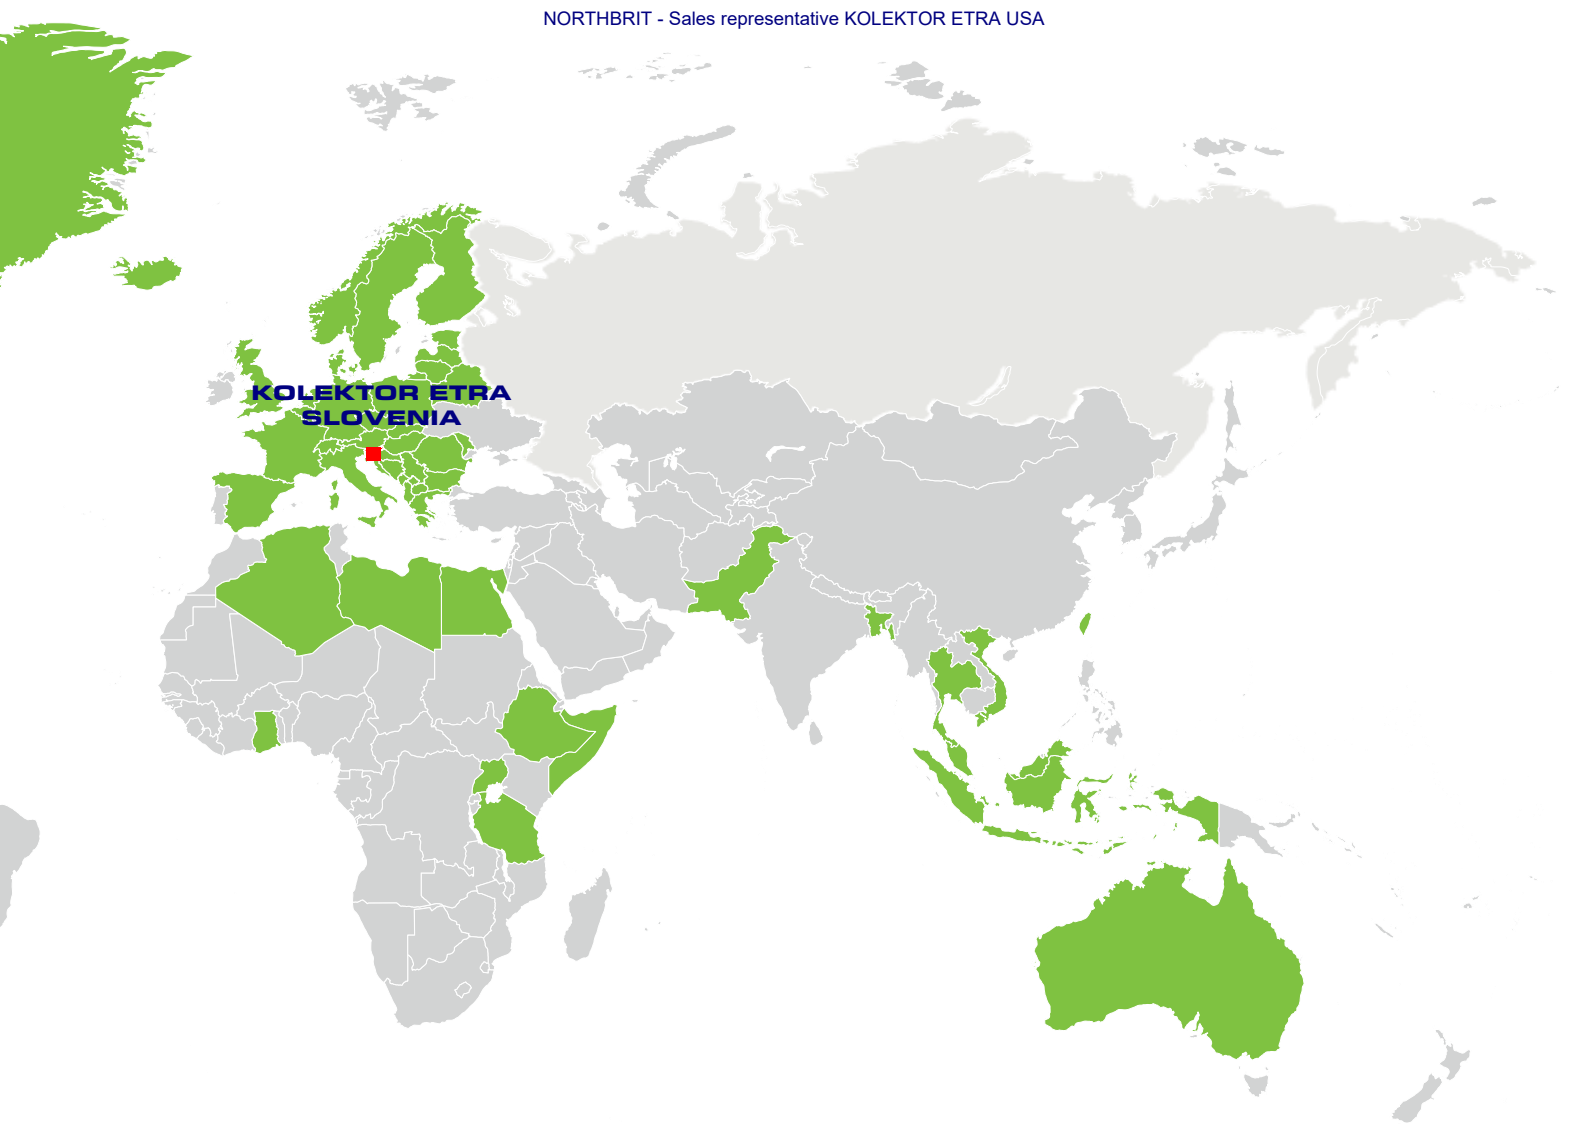 NORTHBRIT - Sales representative KOLEKTOR ETRA USA
KOLEKTOR ETRA
SLOVENIA